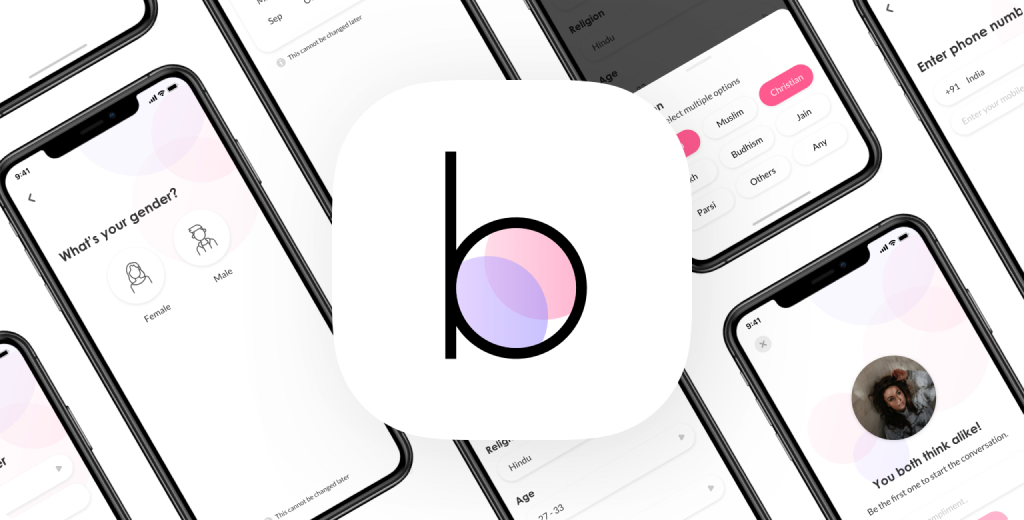 Sep
This cannot be changed later
9:41
What's your gender?
Female
Male
This cannot be changed later
b
Religion
Hindu
Age
select multiple options
Christian
Muslim
Jain
Budhism
Any
Others
Parsi
Enter phone numb
+91 India
Enter your mobile
Religion
Hindu
Age
27 - 33
9:41
You both think alike!
Be the first one to start the conversation.
compliment..